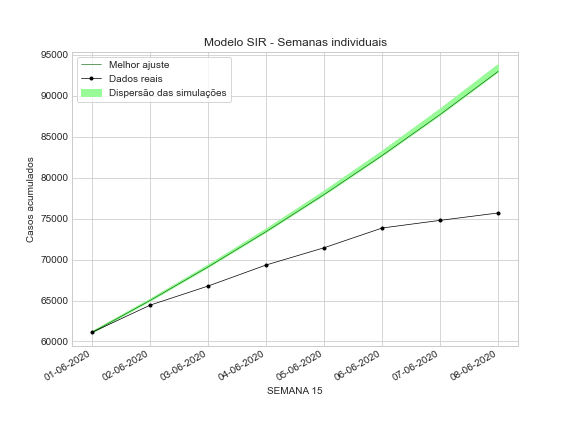 Modelo SIR - Semanas individuais
95000
90000
85000
80000
75000
70000
65000
60000
Casos acumulados
Melhor ajuste
Dados reais
Dispersão das simulações
01-06-2020
02-06-2020
03-06-2020
04-06-2020
05-06-2020
06-06-2020
07-06-2020
08-06-2020
SEMANA 15